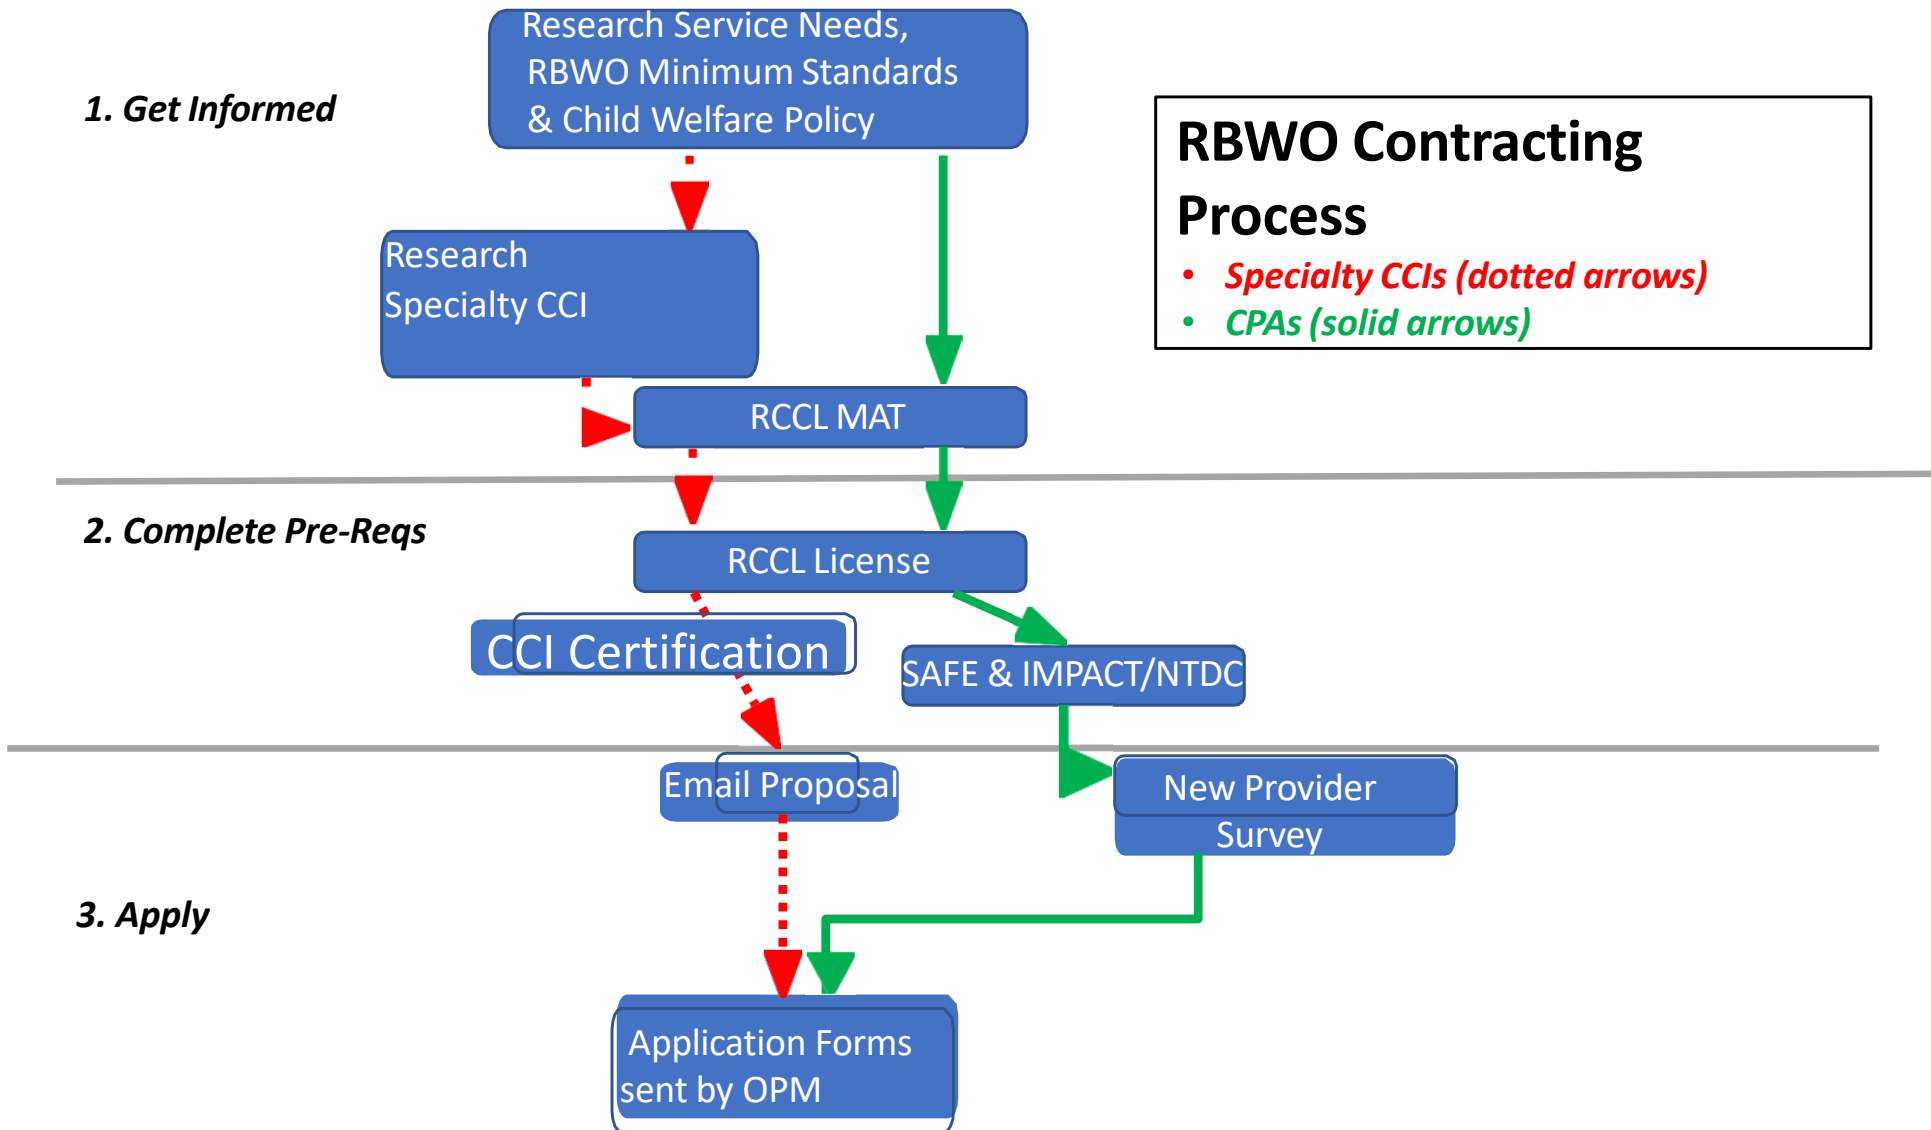 Research Service Needs,
RBWO Minimum Standards
& Child Welfare Policy
1. Get Informed
RBWO Contracting
Process
• Specialty CCIs (dotted arrows)
• CPAs (solid arrows)
Research
Specialty CCI
RCCL MAT
2. Complete Pre-Reqs
RCCL License
CCI Certification
SAFE & IMPACT/NTDC
Email Proposal
New Provider
Survey
3. Apply
Application Forms
sent by OPM